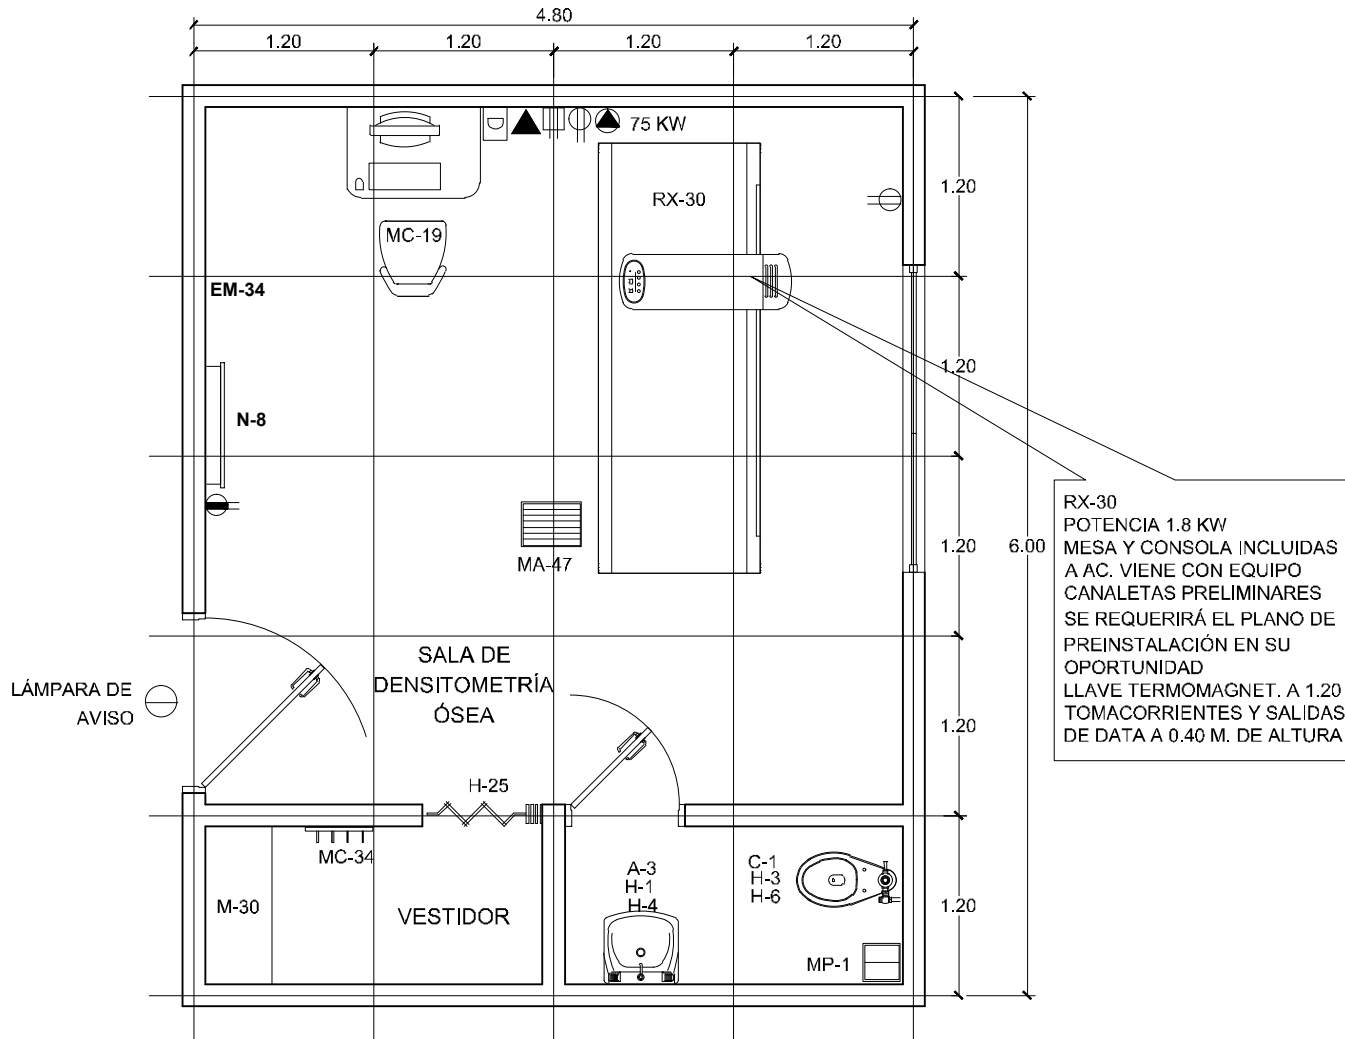 4.80
1.20
1.20
1.20
1.20
75 KW
RX-30
1.20
MC-19
EM-34
1.20
N-8
RX-30
POTENCIA 1.8 KW
MESA Y CONSOLA INCLUIDAS
A AC. VIENE CON EQUIPO
CANALETAS PRELIMINARES
SE REQUERIRÁ EL PLANO DE
PREINSTALACIÓN EN SU
OPORTUNIDAD
LLAVE TERMOMAGNET. A 1.20
TOMACORRIENTES Y SALIDAS
DE DATA A 0.40 M. DE ALTURA
1.20
6.00
MA-47
SALA DE
DENSITOMETRÍA
ÓSEA
LÁMPARA DE
AVISO
1.20
H-25
MC-34
A-3
H-1
H-4
C-1
H-3
H-6
M-30
VESTIDOR
1.20
MP-1